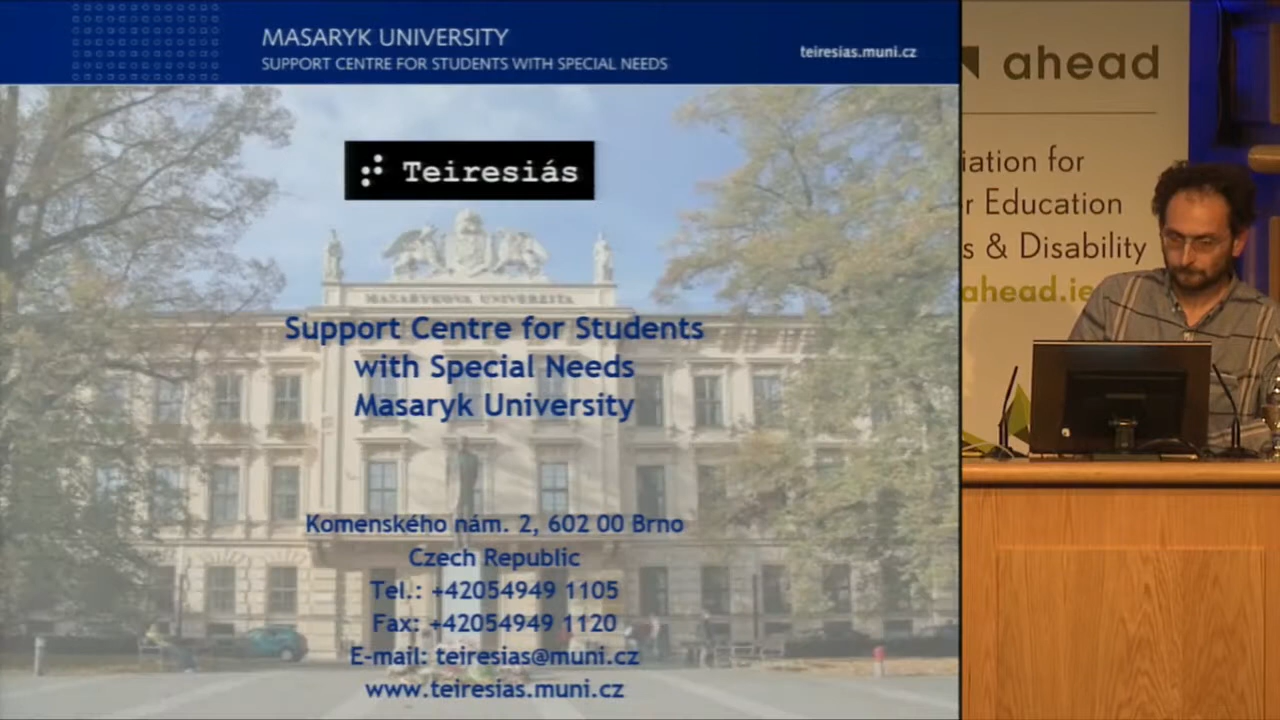 MASARYK UNIVERSITY
SUPPORT CENTRE FOR STUDENTS WITH SPECIAL NEEDS
teiresias.muni.cz
Teiresiás
MASARYKOVA UNIVERSITA
Support Centre for Students
with Special Needs
Masaryk University
Komenského nám. 2, 602 00 Brno
Czech Republic
Tel.: +42054949 1105
Fax: +42054949 1120
E-mail: teiresias@muni.cz
www.teiresias.muni.cz
ahead
iation for
r Education
s & Disability
ahead.ie